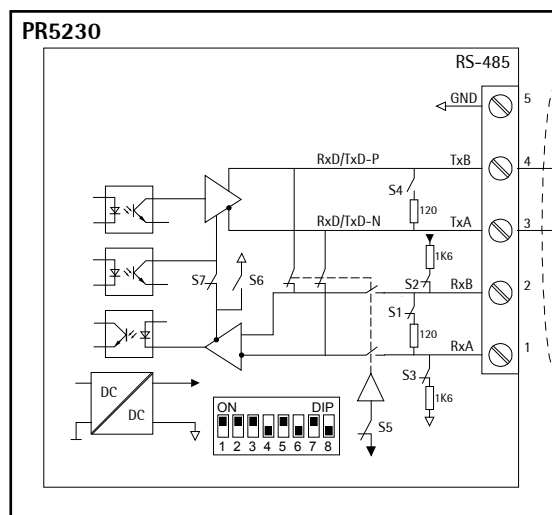 PR5230
RS-485
GND 5
RxD/TxD-P TxB 4
S4
120
RxD/TxD-N TxA 3
1K6
S7 S6 S2 RxB 2
S1
120
RxA 1
S3
1K6
DC
DC
S5
ON DIP
1 2 3 4 5 6 7 8